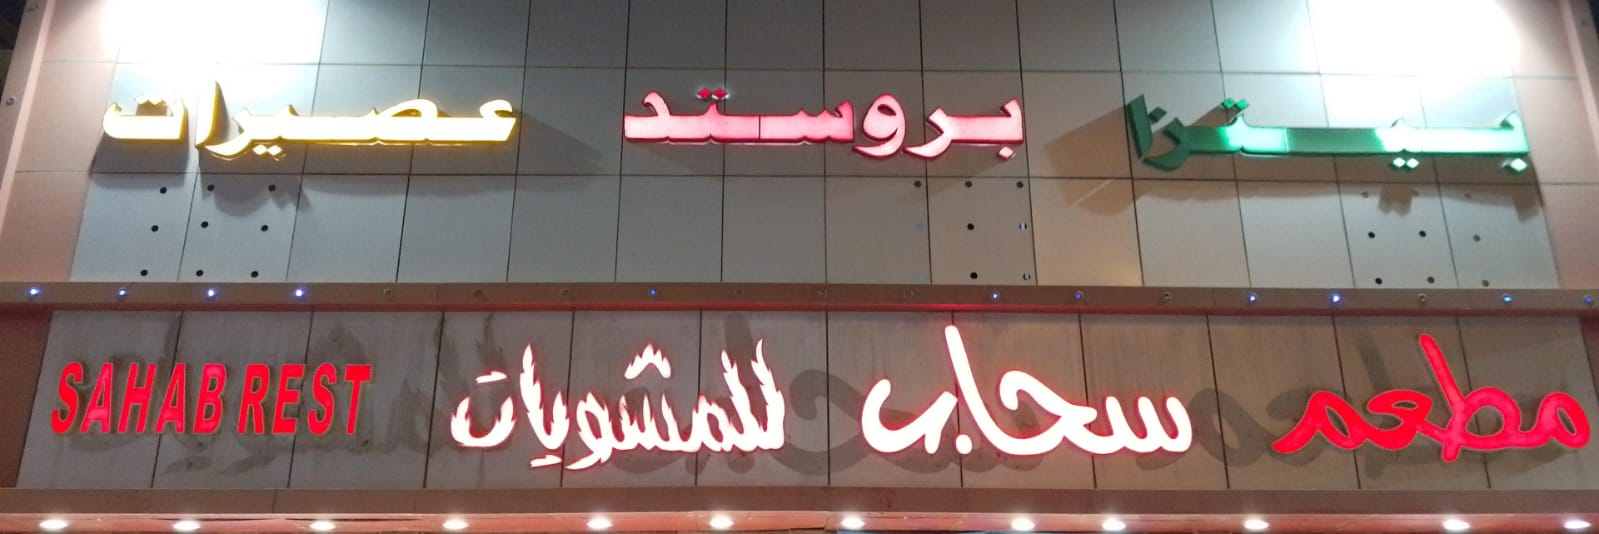 بيتزا بروستد عصيرات
مطعم سحاب للمشويات SAHAB REST